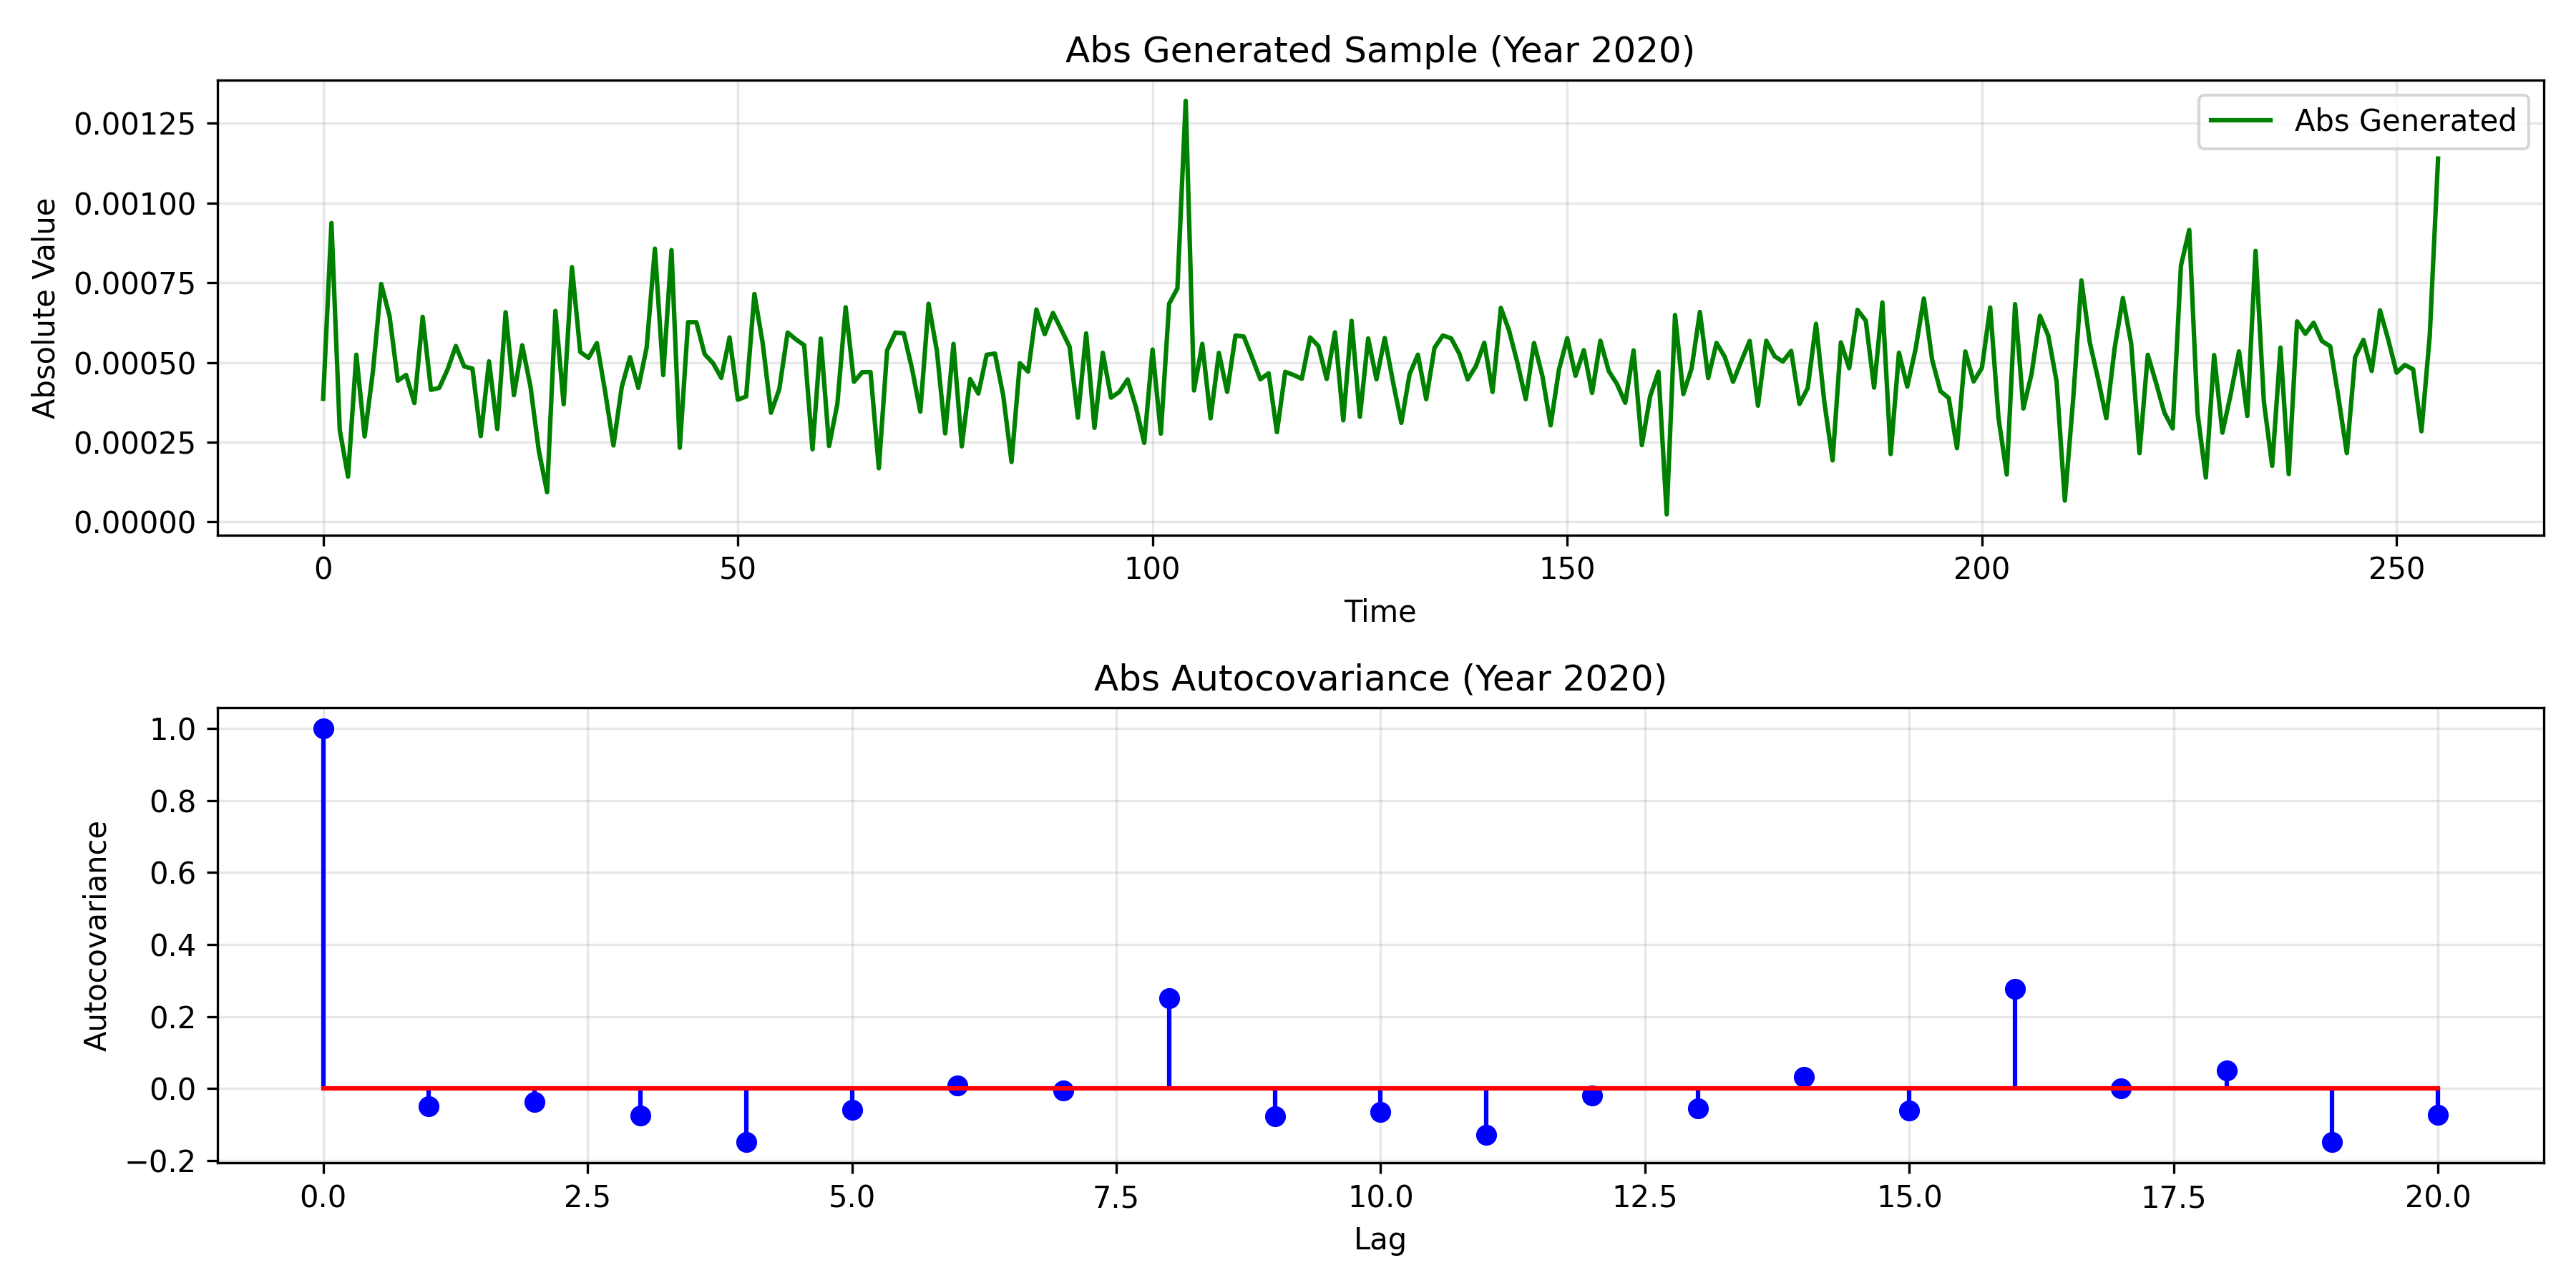 Abs Generated Sample (Year 2020)
Absolute Value
0.00125
0.00100
0.00075
0.00050
0.00025
0.00000
Abs Generated
0 50 100 150 200 250
Time
Abs Autocovariance (Year 2020)
Autocovariance
1.0
0.8
0.6
0.4
0.2
0.0
−0.2
0.0 2.5 5.0 7.5 10.0 12.5 15.0 17.5 20.0
Lag